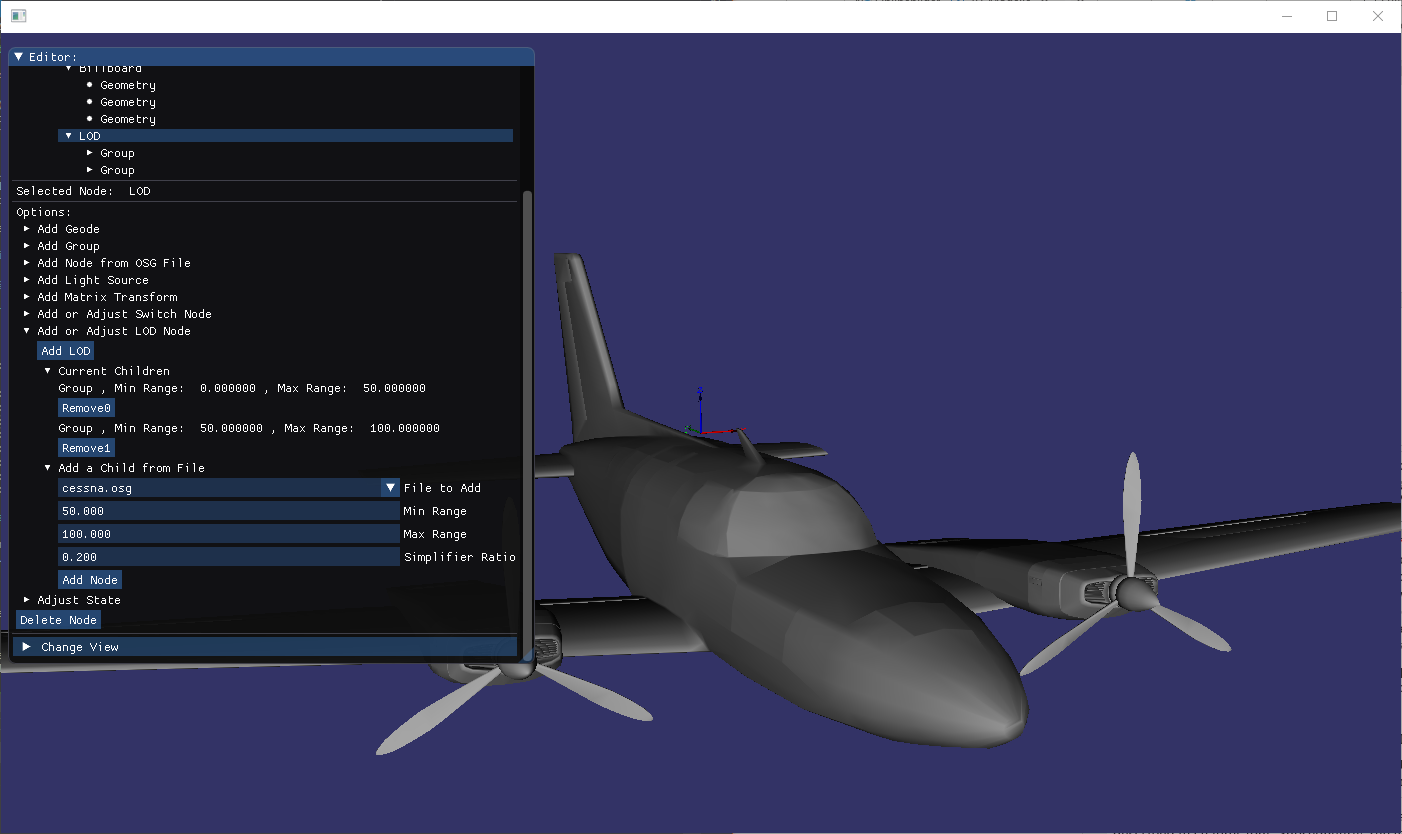 Editor:
Billboard
Geometry
Geometry
Geometry
LOD
Group
Group
Selected Node: LOD
Options:
Add Geode
Add Group
Add Node from OSG File
Add Light Source
Add Matrix Transform
Add or Adjust Switch Node
Add or Adjust LOD Node
Add LOD
Current Children
Group , Min Range: 0.000000 , Max Range: 50.000000
Remove0
Group , Min Range: 50.000000 , Max Range: 100.000000
Remove1
Add a Child from File
cessna.osg File to Add
50.000 Min Range
100.000 Max Range
0.200 Simplifier Ratio
Add Node
Adjust State
Delete Node
Change View